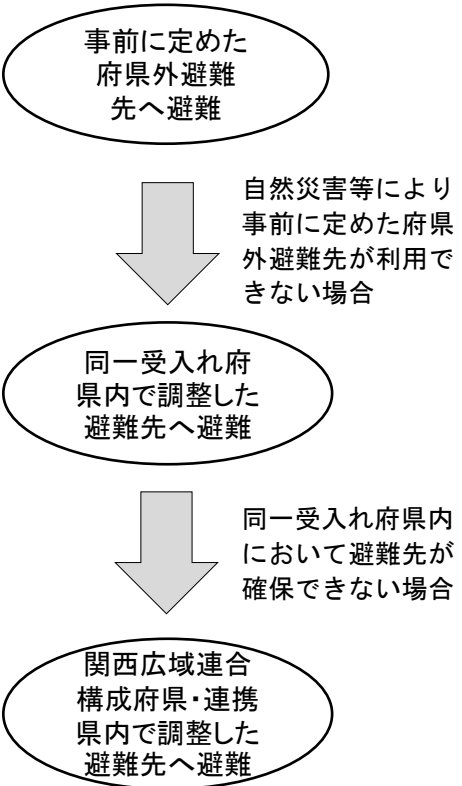 事前に定めた
府県外避難
先へ避難
自然災害等により
事前に定めた府県
外避難先が利用で
きない場合
同一受入れ府
県内で調整した
避難先へ避難
同一受入れ府県内
において避難先が
確保できない場合
関西広域連合
構成府県・連携
県内で調整した
避難先へ避難